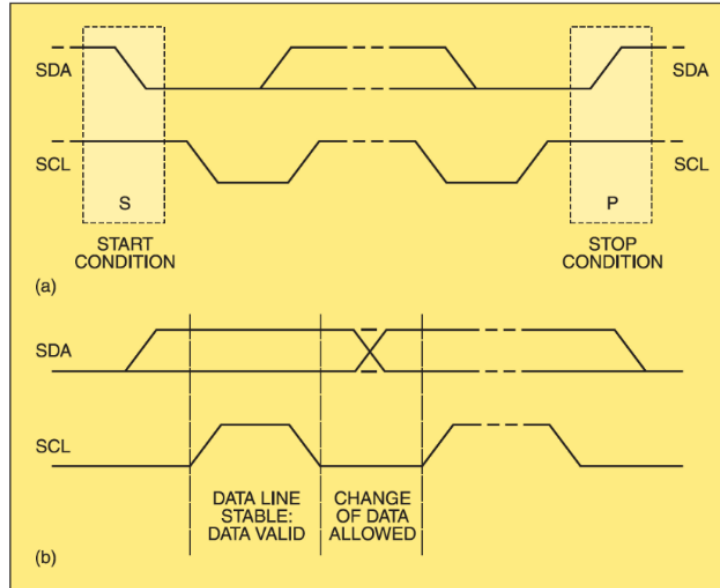 SDA
SDA
SCL
SCL
S
P
START
CONDITION
STOP
CONDITION
(a)
SDA
SCL
DATA LINE
STABLE:
DATA VALID
CHANGE
OF DATA
ALLOWED
(b)